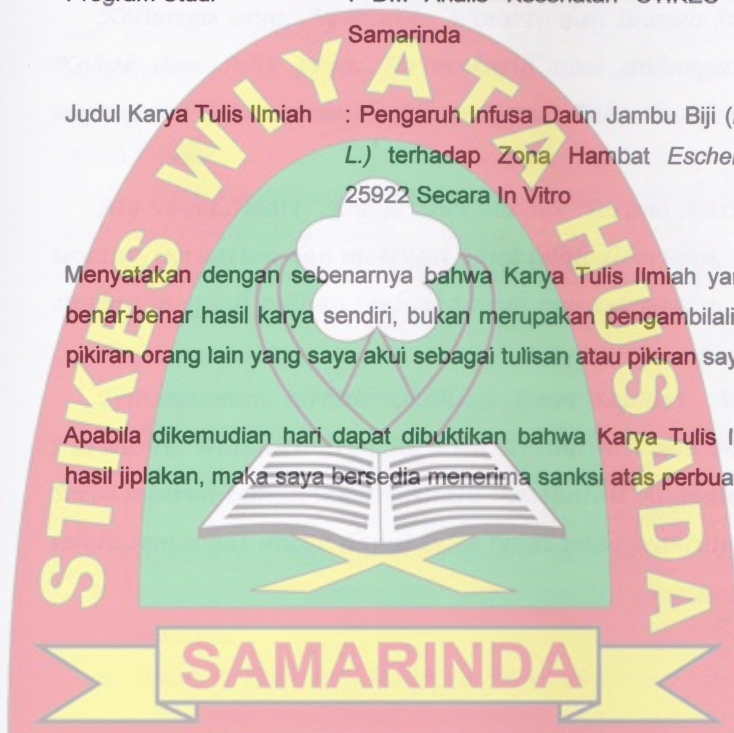 Samarinda
Judul Karya Tulis Ilmiah : Pengaruh Infusa Daun Jambu Biji (
L.) terhadap Zona Hambat Escher
25922 Secara In Vitro
Menyatakan dengan sebenarnya bahwa Karya Tulis Ilmiah yan
benar-benar hasil karya sendiri, bukan merupakan pengambilali
pikiran orang lain yang saya akui sebagai tulisan atau pikiran say
Apabila dikemudian hari dapat dibuktikan bahwa Karya Tulis Il
hasil jiplakan, maka saya bersedia menerima sanksi atas perbua
STIKES WIYATA HUSADA
SAMARINDA